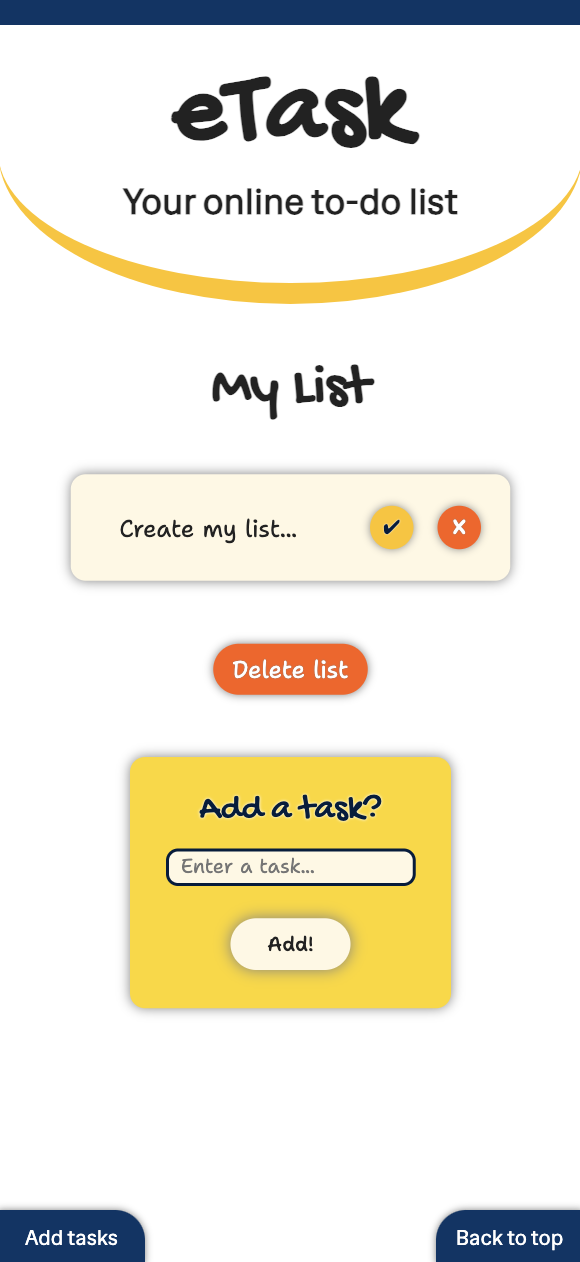 eTask
Your online to-do list
My List
Create my list... ✔ ✘
Delete list
Add a task?
Enter a task...
Add!
Add tasks
Back to top